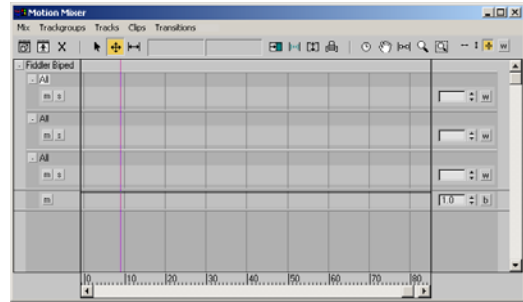 Motion Mixer
Mix Trackgroups Tracks Clips Transitions
w
- Fiddler Biped
- All
m s
w
- All
m s
w
- All
m s
w
m
1.0 b
0 10 20 30 40 50 60 70 80